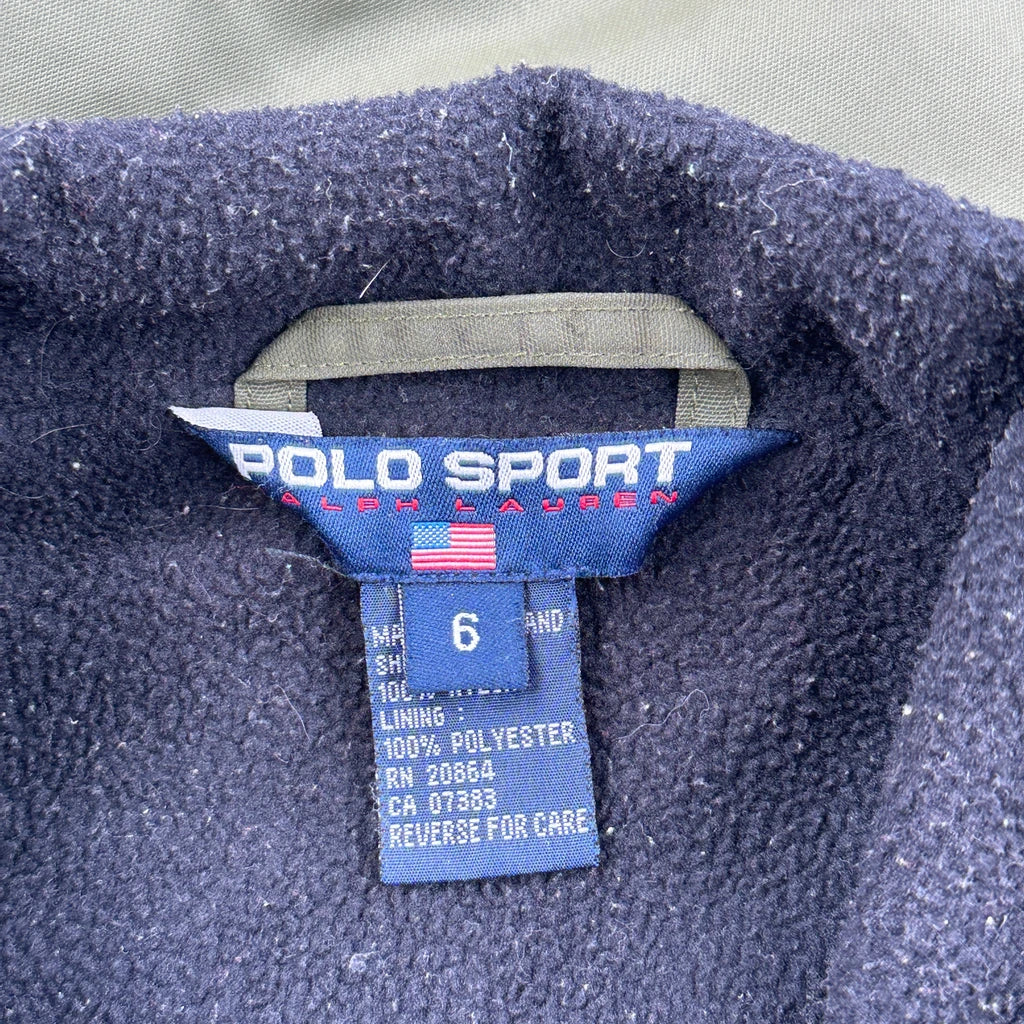 POLO SPORT
RALPH LAUREN
6
LINING :
100% POLYESTER
RN 20864
CA 07383
REVERSE FOR CARE